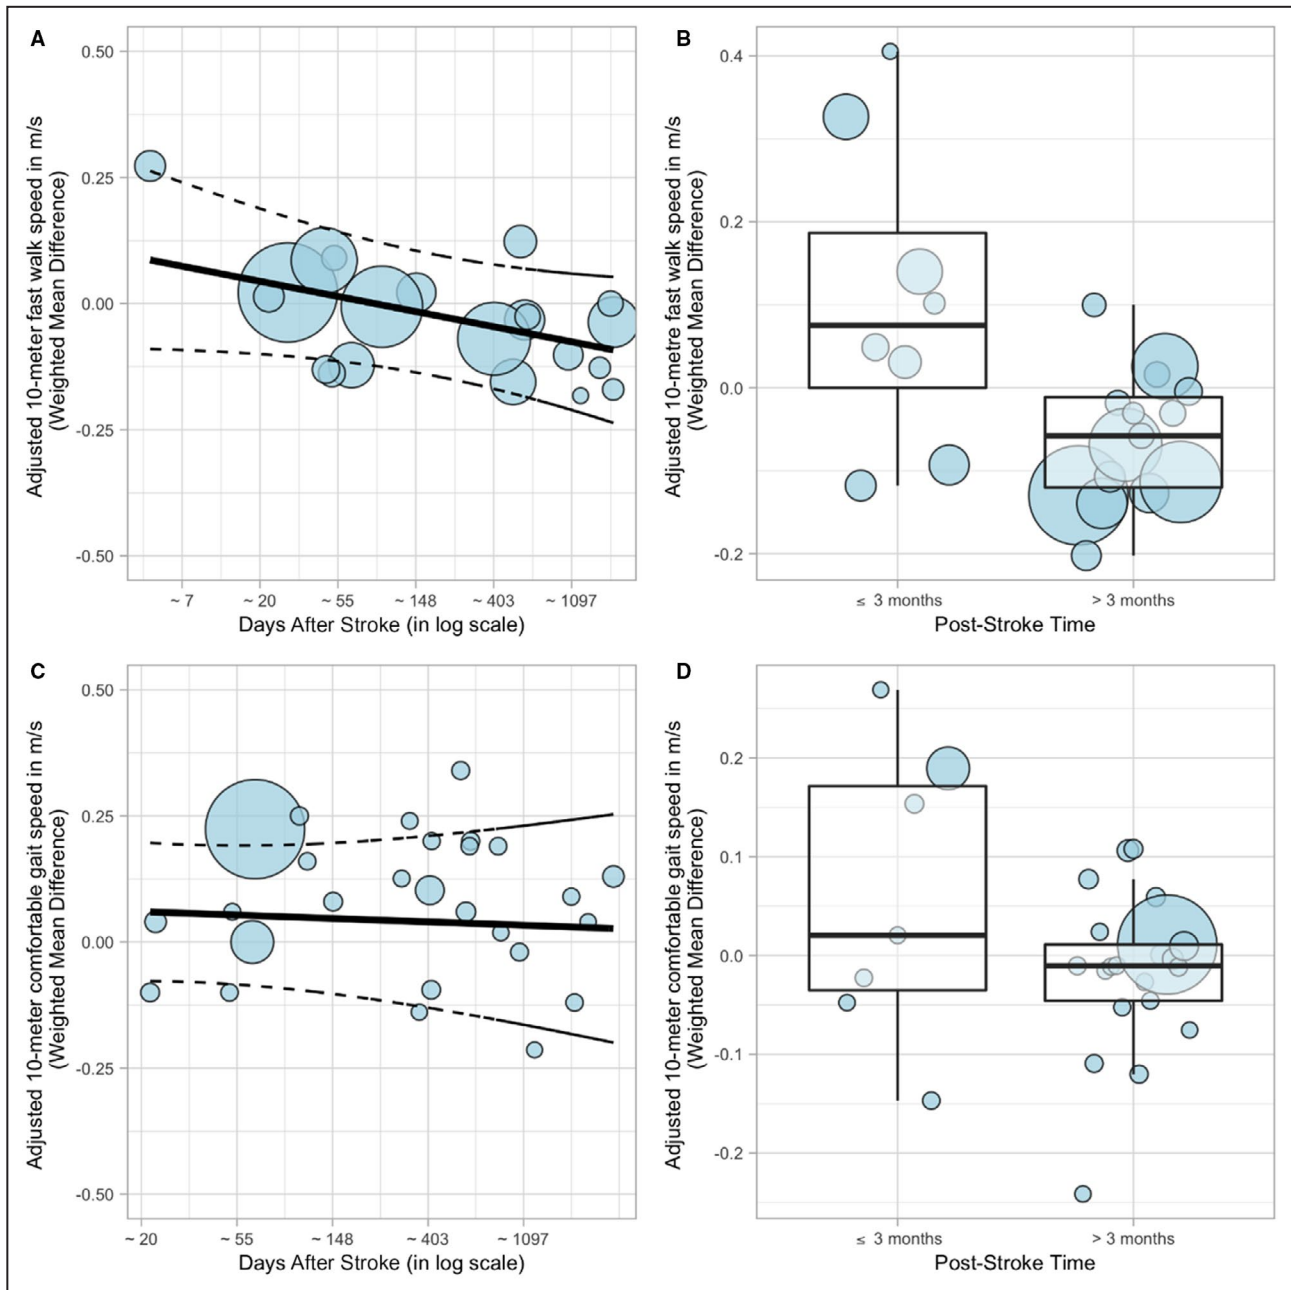 A
Adjusted 10-meter fast walk speed in m/s
(Weighted Mean Difference)
0.50
0.25
0.00
-0.25
-0.50
~ 7
~ 20
~ 55
~ 148
~ 403
~ 1097
Days After Stroke (in log scale)
B
Adjusted 10-metre fast walk speed in m/s
(Weighted Mean Difference)
0.4
0.2
0.0
-0.2
≤ 3 months
> 3 months
Post-Stroke Time
C
Adjusted 10-meter comfortable gait speed in m/s
(Weighted Mean Difference)
0.50
0.25
0.00
-0.25
-0.50
~ 20
~ 55
~ 148
~ 403
~ 1097
Days After Stroke (in log scale)
D
Adjusted 10-meter comfortable gait speed in m/s
(Weighted Mean Difference)
0.2
0.1
0.0
-0.1
-0.2
≤ 3 months
> 3 months
Post-Stroke Time